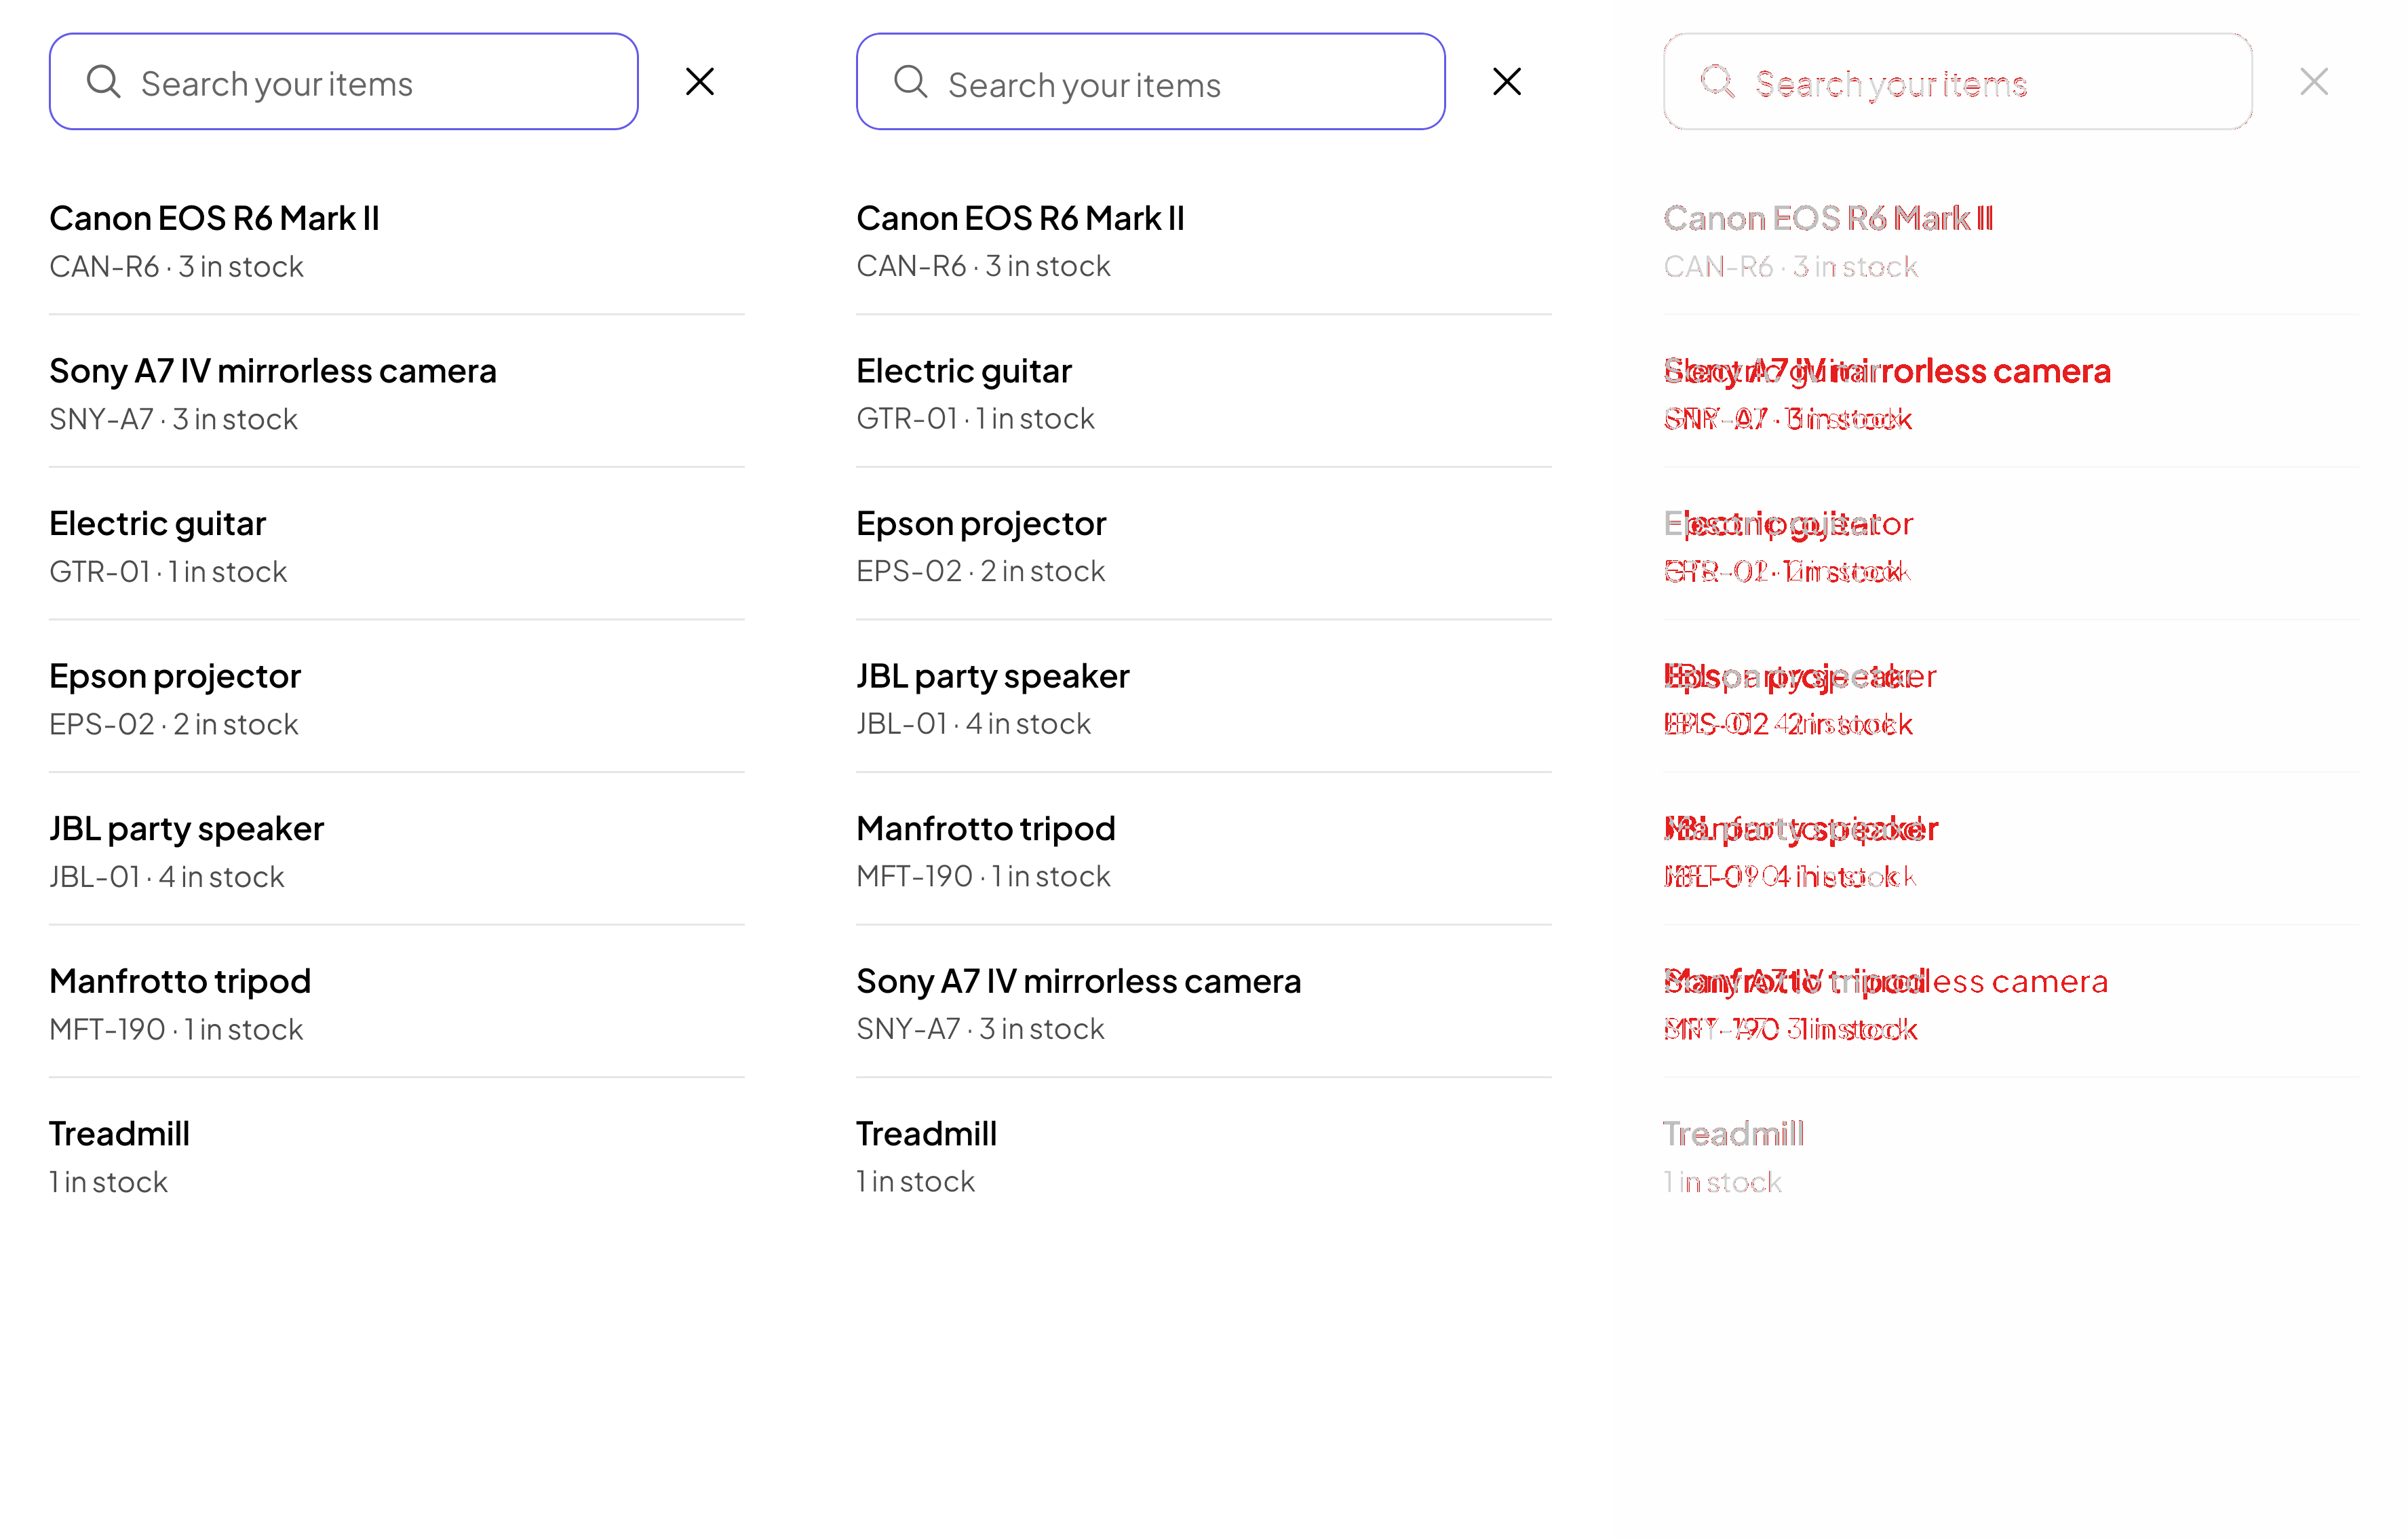 Search your items
Canon EOS R6 Mark II
CAN-R6 · 3 in stock
Sony A7 IV mirrorless camera
SNY-A7 · 3 in stock
Electric guitar
GTR-01 · 1 in stock
Epson projector
EPS-02 · 2 in stock
JBL party speaker
JBL-01 · 4 in stock
Manfrotto tripod
MFT-190 · 1 in stock
Treadmill
1 in stock
Search your items
Canon EOS R6 Mark II
CAN-R6 · 3 in stock
Electric guitar
GTR-01 · 1 in stock
Epson projector
EPS-02 · 2 in stock
JBL party speaker
JBL-01 · 4 in stock
Manfrotto tripod
MFT-190 · 1 in stock
Sony A7 IV mirrorless camera
SNY-A7 · 3 in stock
Treadmill
1 in stock
Search your items
Canon EOS R6 Mark II
CAN-R6 · 3 in stock
mirrorless camera
camera
Treadmill
1 in stock